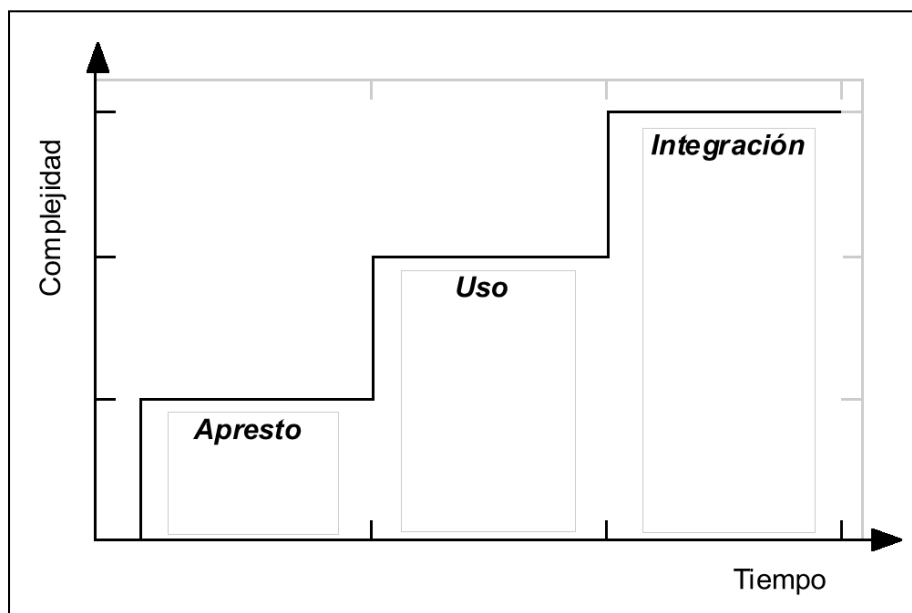 Complejidad
Integración
Uso
Apresto
Tiempo